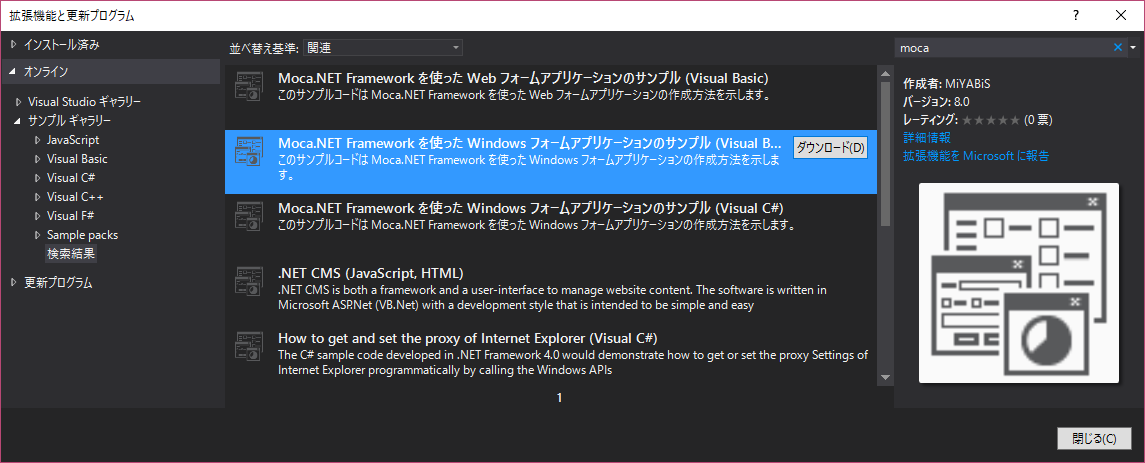 拡張機能と更新プログラム
?
インストール済み
オンライン
Visual Studio ギャラリー
サンプル ギャラリー
JavaScript
Visual Basic
Visual C#
Visual C++
Visual F#
Sample packs
検索結果
更新プログラム
並べ替え基準: 関連
Moca.NET Framework を使った Web フォームアプリケーションのサンプル (Visual Basic)
このサンプルコードは Moca.NET Framework を使った Web フォームアプリケーションの作成方法を示します。
Moca.NET Framework を使った Windows フォームアプリケーションのサンプル (Visual B...
ダウンロード(D)
このサンプルコードは Moca.NET Framework を使った Windows フォームアプリケーションの作成方法を示しま
す。
Moca.NET Framework を使った Windows フォームアプリケーションのサンプル (Visual C#)
このサンプルコードは Moca.NET Framework を使った Windows フォームアプリケーションの作成方法を示します。
.NET CMS (JavaScript, HTML)
.NET CMS is both a framework and a user-interface to manage website content. The software is written in
Microsoft ASP.Net (VB.Net) with a development style that is intended to be simple and easy
How to get and set the proxy of Internet Explorer (Visual C#)
The C# sample code developed in .NET Framework 4.0 would demonstrate how to get or set the proxy Settings of
Internet Explorer programmatically by calling the Windows APIs
1
moca
作成者: MiYABiS
バージョン: 8.0
レーティング: ★★★★★ (0 票)
詳細情報
拡張機能を Microsoft に報告
閉じる(C)